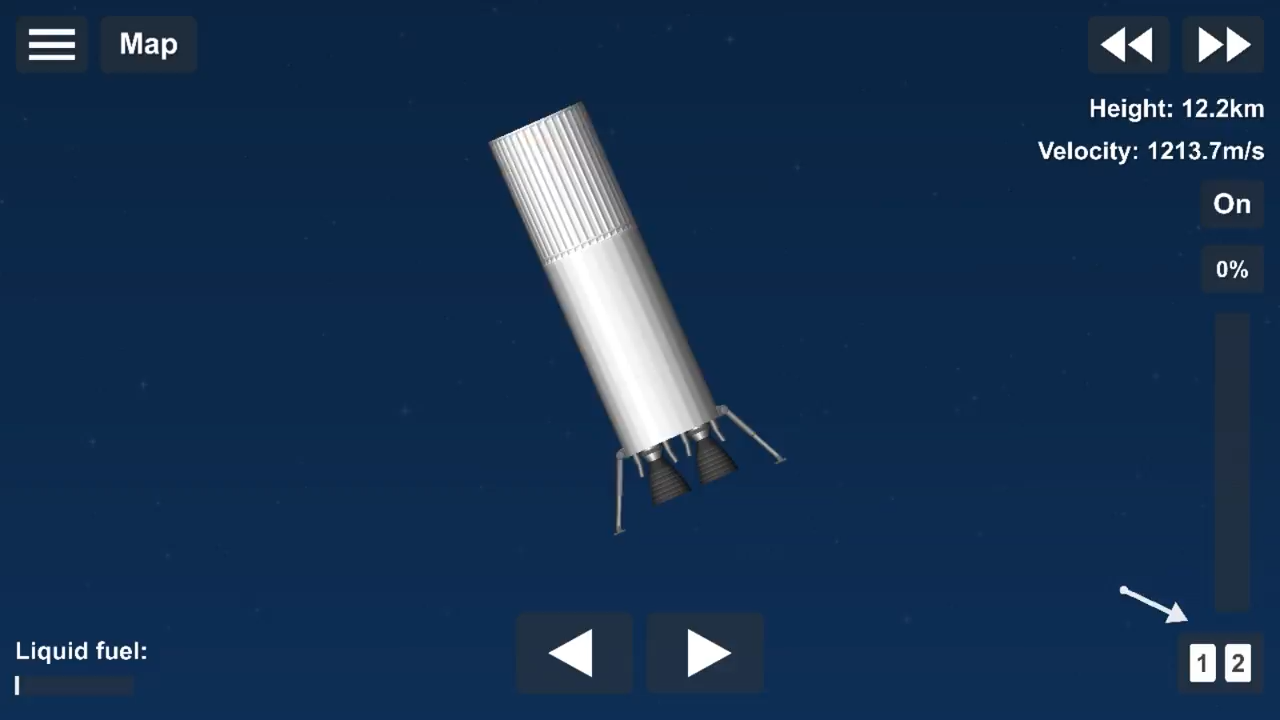 Map
Height: 12.2km
Velocity: 1213.7m/s
On
0%
Liquid fuel:
1 2